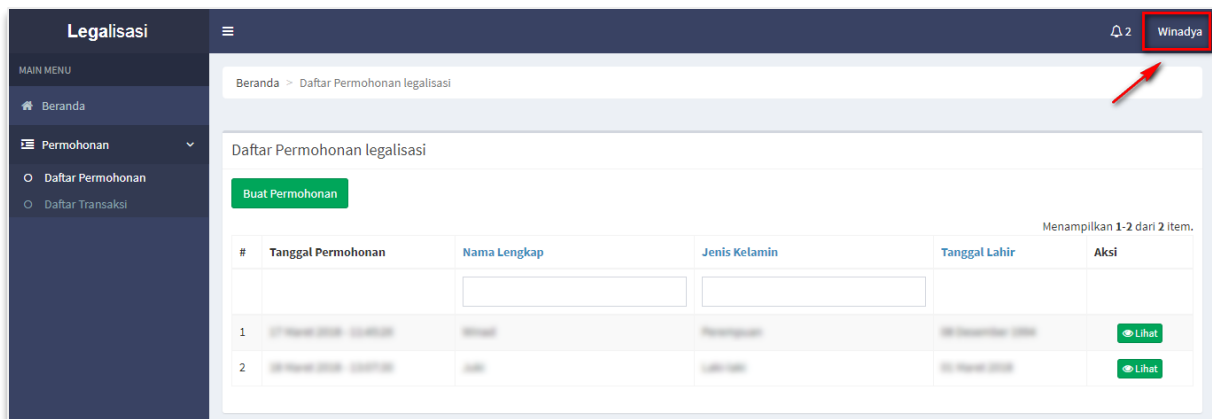 Legalisasi
2 Winadya
MAIN MENU
Beranda
Permohonan
Daftar Permohonan
Daftar Transaksi
Beranda > Daftar Permohonan legalisasi
Daftar Permohonan legalisasi
Buat Permohonan
Menampilkan 1-2 dari 2 item.
# Tanggal Permohonan Nama Lengkap Jenis Kelamin Tanggal Lahir Aksi
1 Lihat
2 Lihat